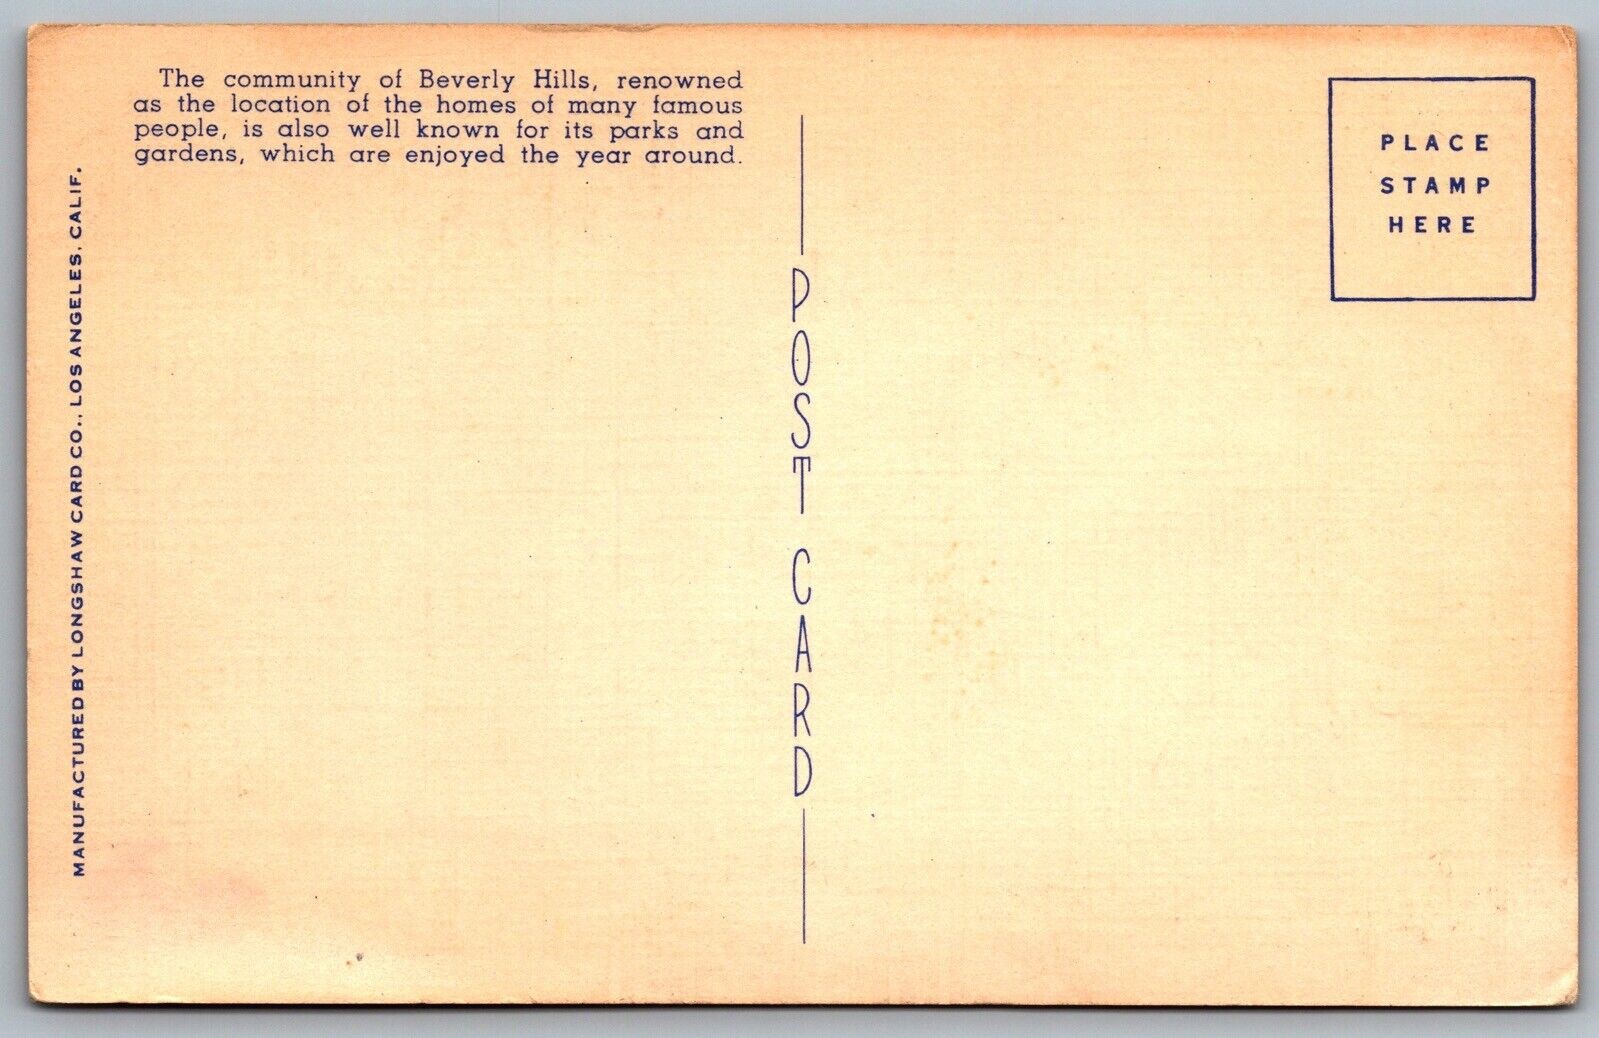 The community of Beverly Hills, renowned
as the location of the homes of many famous
people, is also well known for its parks and
gardens, which are enjoyed the year around.
MANUFACTURED BY LONGSHAW CARD CO., LOS ANGELES, CALIF.
POST CARD
PLACE
STAMP
HERE